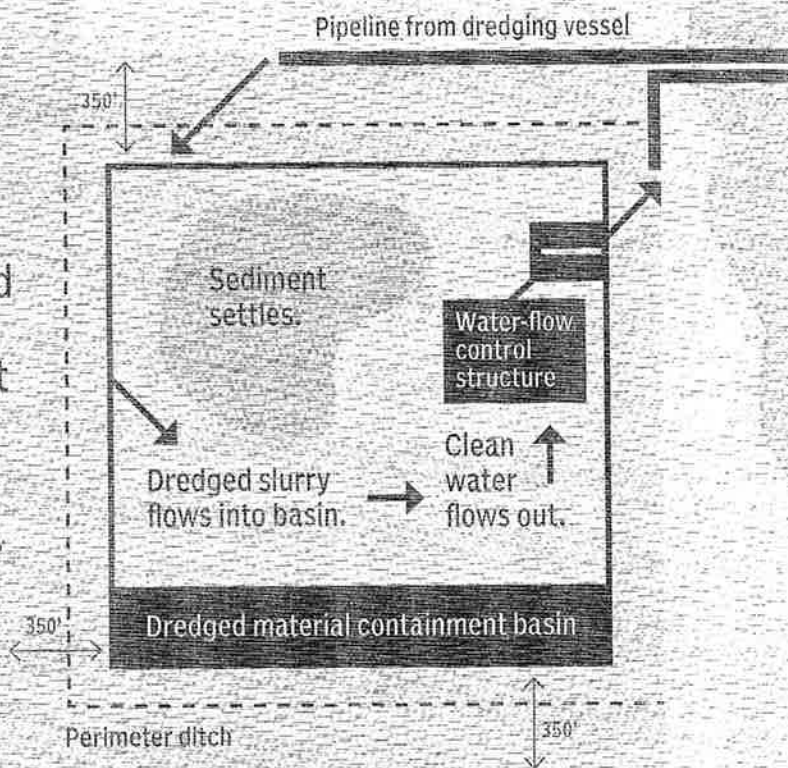 Pipeline from dredging vessel
350'
d
Sediment
settles.
Water-flow
control
structure
t
Clean
water
flows out.
Dredged slurry
flows into basin.
Dredged material containment basin
350'
350'
Perimeter ditch